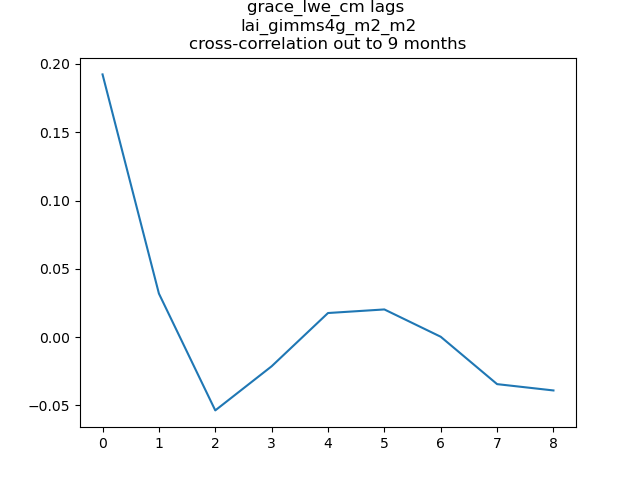 grace_lwe_cm lags
lai_gimms4g_m2_m2
cross-correlation out to 9 months
0.20
0.15
0.10
0.05
0.00
−0.05
0 1 2 3 4 5 6 7 8